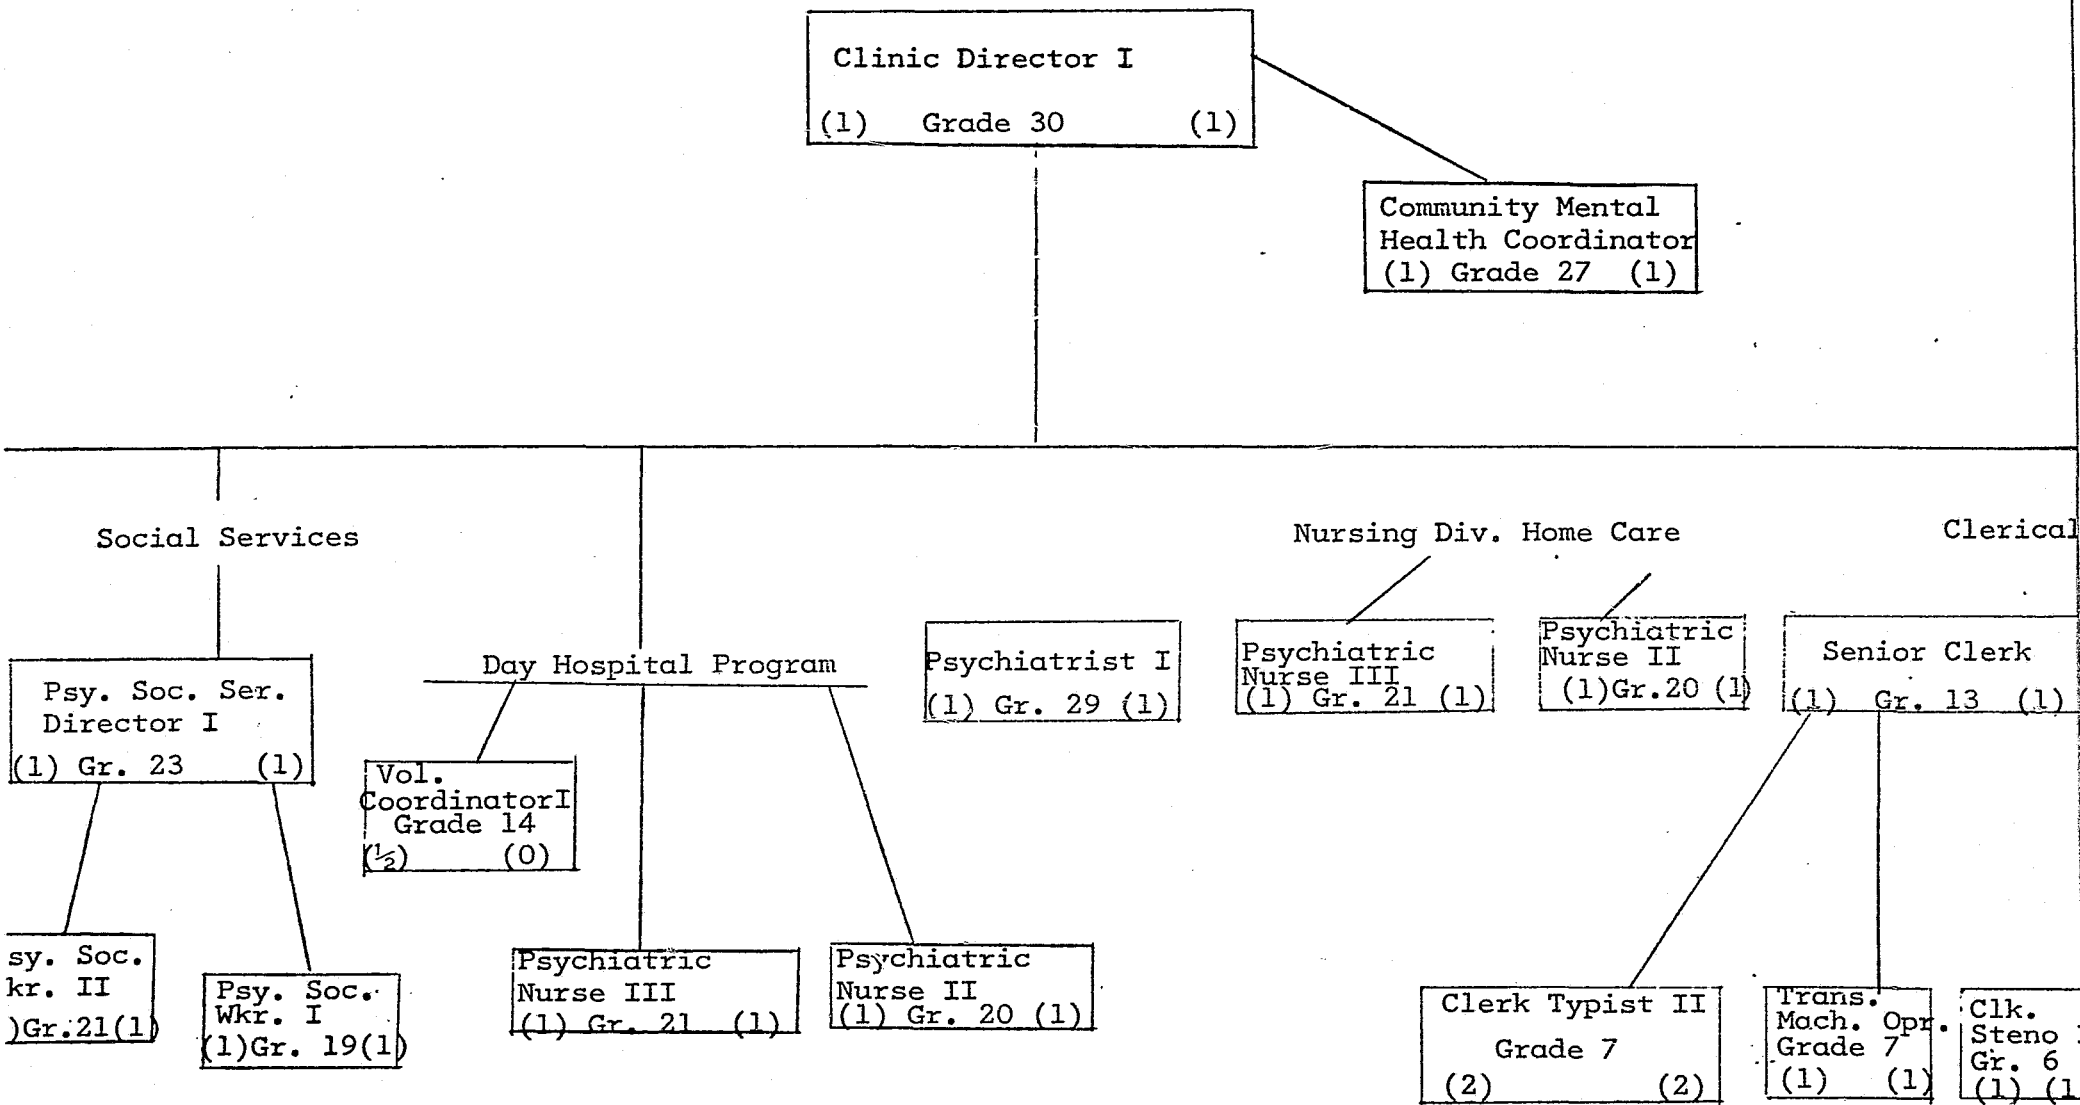 Clinic Director I
(1) Grade 30 (1)
Community Mental
Health Coordinator
(1) Grade 27 (1)
Social Services
Nursing Div. Home Care
Clerical
Psy. Soc. Ser.
Director I
(1) Gr. 23 (1)
Day Hospital Program
Psychiatrist I
(1) Gr. 29 (1)
Psychiatric
Nurse III
(1) Gr. 21 (1)
Psychiatric
Nurse II
(1)Gr.20 (1)
Senior Clerk
(1) Gr. 13 (1)
Vol.
CoordinatorI
Grade 14
(½) (0)
sy. Soc.
kr. II
)Gr.21(1)
Psy. Soc.
Wkr. I
(1)Gr. 19(1)
Psychiatric
Nurse III
(1) Gr. 21 (1)
Psychiatric
Nurse II
(1) Gr. 20 (1)
Clerk Typist II
Grade 7
(2) (2)
Trans.
Mach. Opr.
Grade 7
(1) (1)
Clk.
Steno
Gr. 6
(1) (1